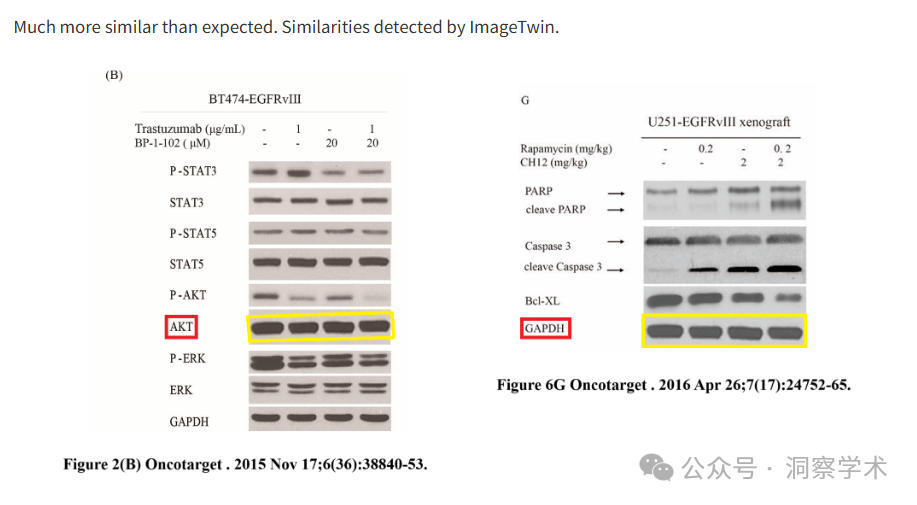 Much more similar than expected. Similarities detected by ImageTwin.
(B)
BT474-EGFRvIII
Trastuzumab (μg/mL) - 1 - 1
BP-1-102 ( μM) - - 20 20
P-STAT3
STAT3
P-STAT5
STAT5
P-AKT
AKT
P-ERK
ERK
GAPDH
Figure 2(B) Oncotarget . 2015 Nov 17;6(36):38840-53.
G
U251-EGFRvIII xenograft
Rapamycin (mg/kg) - 0.2 - 0. 2
CH12 (mg/kg) - - 2 2
PARP
cleave PARP
Caspase 3
cleave Caspase 3
Bcl-XL
GAPDH
Figure 6G Oncotarget . 2016 Apr 26;7(17):24752-65.
公众号 · 洞察学术